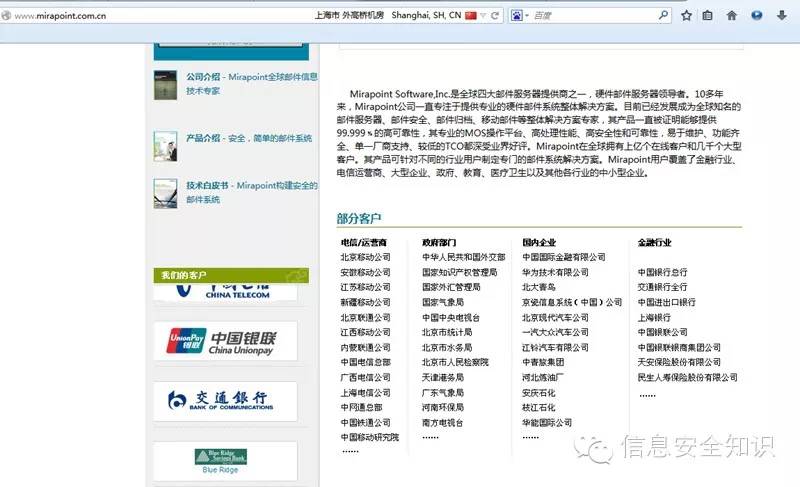 www.mirapoint.com.cn
上海市 外高桥机房 Shanghai, SH, CN
百度
公司介绍 - Mirapoint全球邮件信息
技术专家
产品介绍 - 安全，简单的邮件系统
技术白皮书 - Mirapoint构建安全的
邮件系统
我们的客户
中国电信
CHINA TELECOM
UnionPay
银联
中国银联
China Unionpay
交通银行
BANK OF COMMUNICATIONS
Blue Ridge
Savings Bank
Blue Ridge
Mirapoint Software,Inc.是全球四大邮件服务器提供商之一，硬件邮件服务器领导者。10多年
来，Mirapoint公司一直专注于提供专业的硬件邮件系统整体解决方案。目前已经发展成为全球知名的
邮件服务器、邮件安全、邮件归档、移动邮件等整体解决方案专家，其产品一直被证明能够提供
99.999％的高可靠性，其专业的MOS操作平台、高处理性能、高安全性和可靠性，易于维护、功能齐
全、单一厂商支持、较低的TCO都深受业界好评。Mirapoint在全球拥有上亿个在线客户和几千个大型
客户。其产品可针对不同的行业用户制定专门的邮件系统解决方案。Mirapoint用户覆盖了金融行业、
电信运营商、大型企业、政府、教育、医疗卫生以及其他各行业的中小型企业。
部分客户
电信/运营商
北京移动公司
安徽移动公司
江苏移动公司
新疆移动公司
北京联通公司
江西移动公司
内蒙联通公司
中国电信总部
广西电信公司
上海电信公司
中网通总部
中国铁通公司
中国移动研究院
......
政府部门
中华人民共和国外交部
国家知识产权管理局
国家外汇管理局
国家气象局
中国中央电视台
北京市统计局
北京市水务局
北京市人民检察院
天津港务局
广东气象局
河南环保局
南方电视台
......
国内企业
中国国际金融有限公司
华为技术有限公司
北大青鸟
京瓷信息系统（中国）公司
北京现代汽车公司
一汽大众汽车公司
江铃汽车有限公司
中青旅集团
河北炼油厂
安庆石化
枝江石化
华能国际公司
......
金融行业
中国银行总行
交通银行全行
中国进出口银行
上海银行
中国银联公司
中国银联银商集团公司
天安保险股份有限公司
民生人寿保险股份有限公司
......
信息安全知识